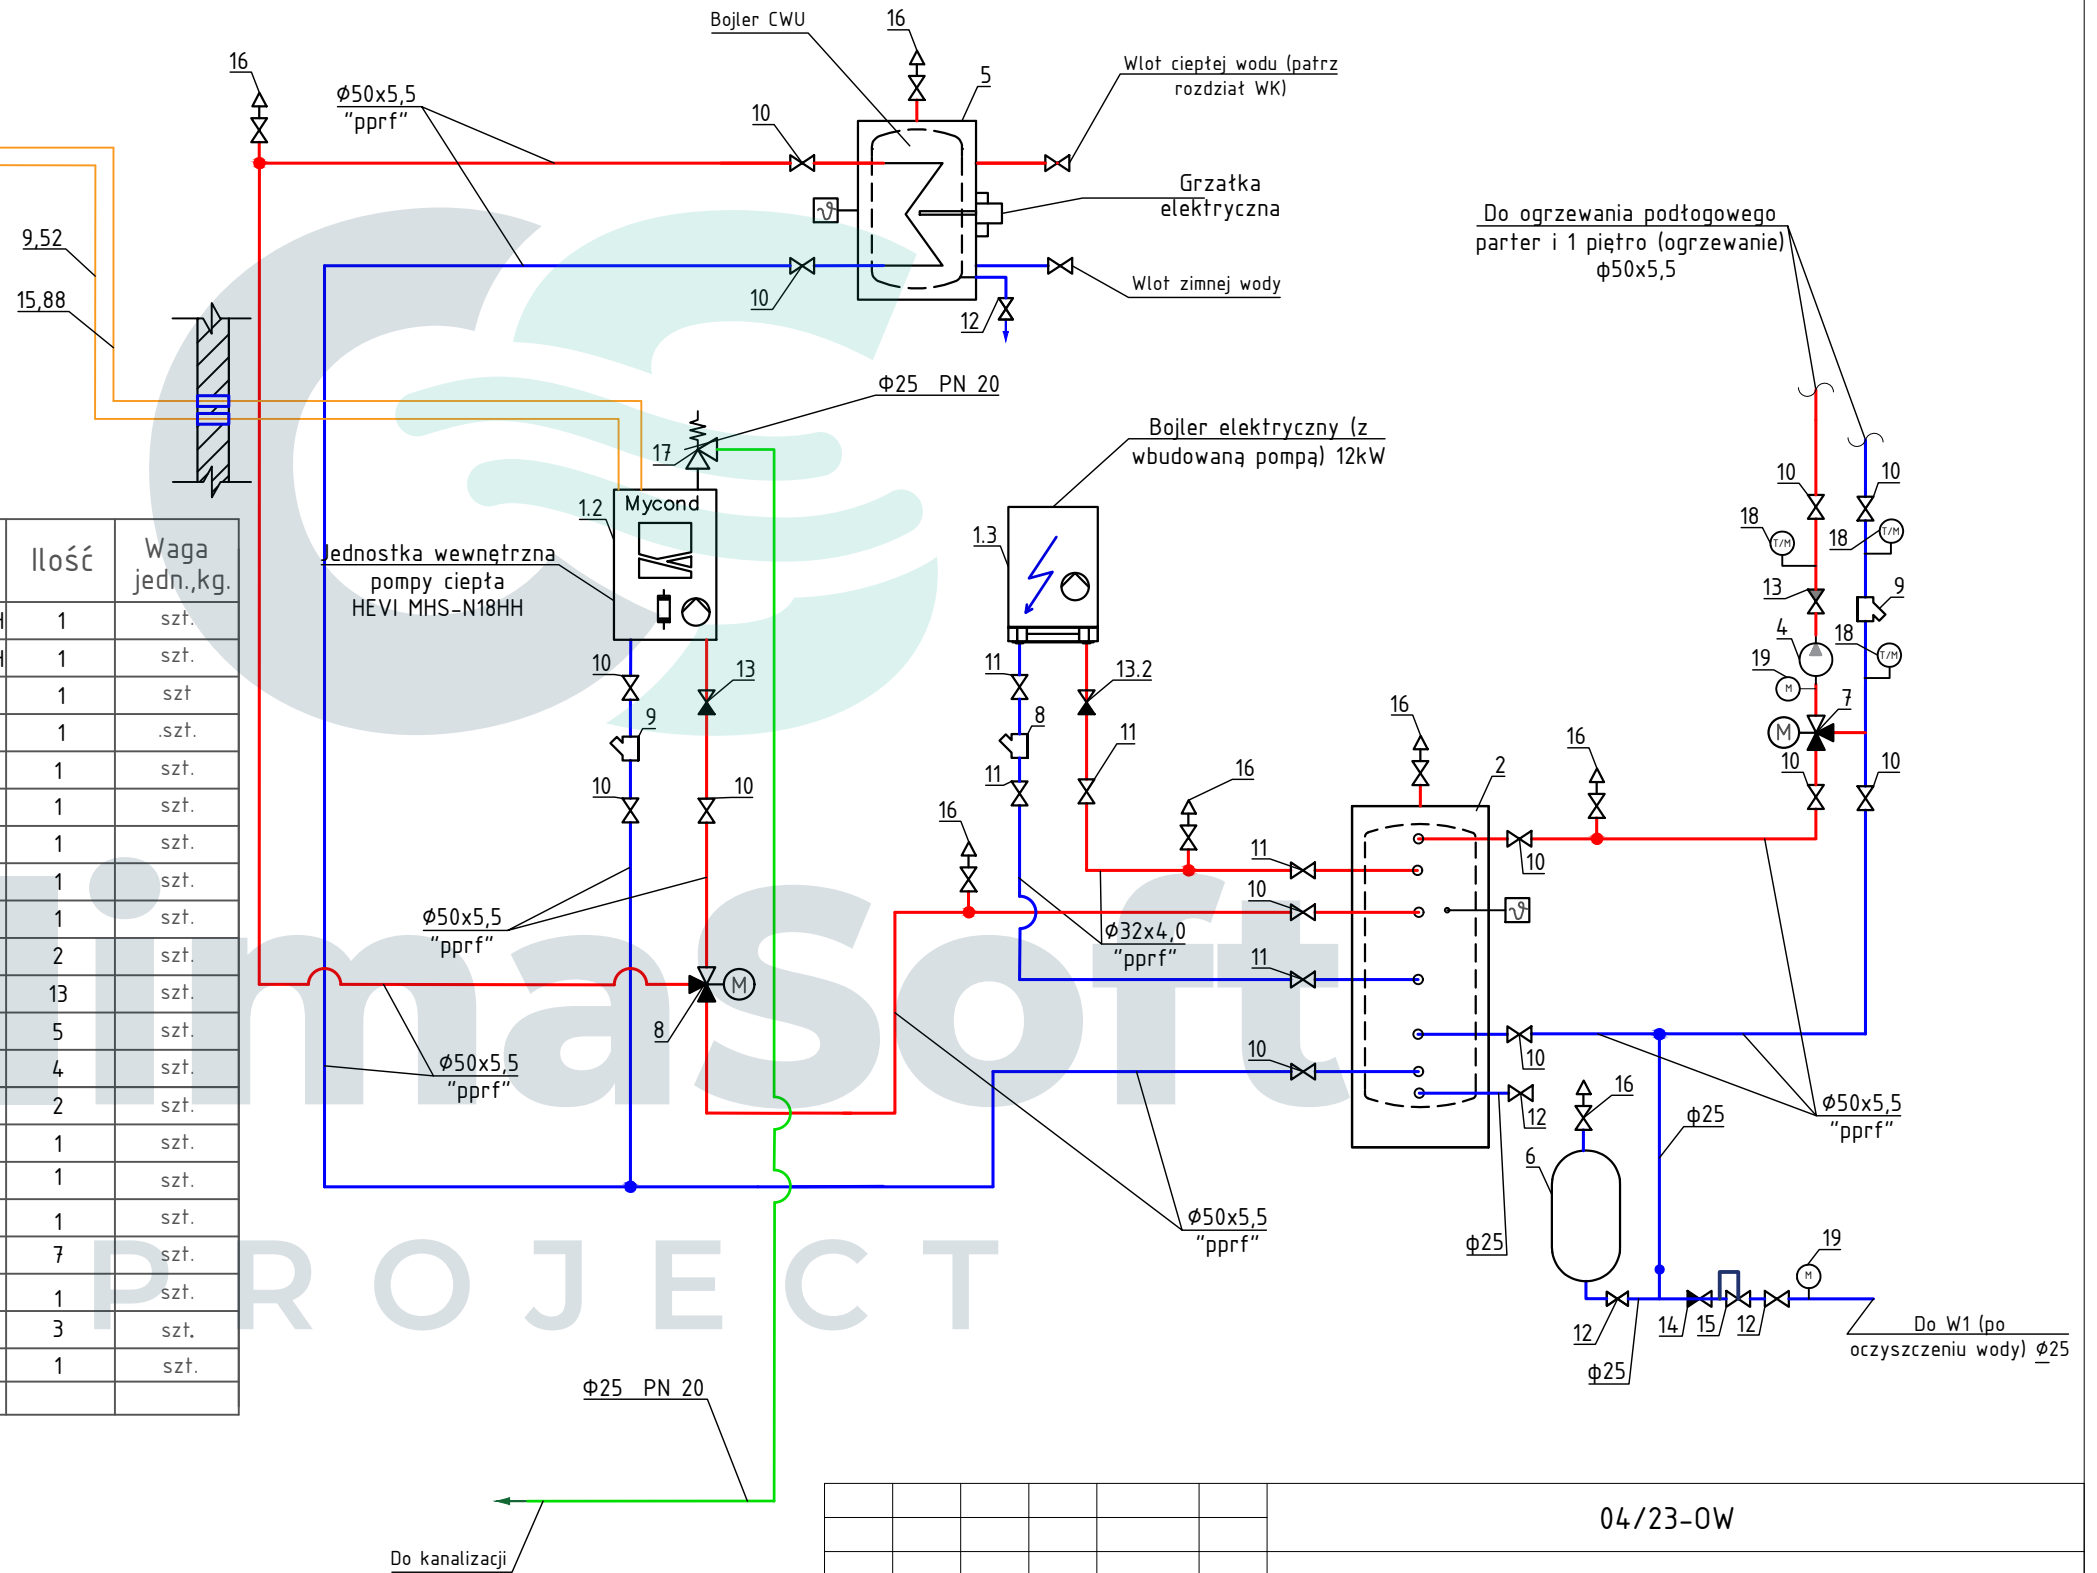 Bojler CWU
16
16
Wlot ciepłej wodu (patrz
rozdział WK)
5
Φ50x5,5
"pprf"
10
Grzałka
elektryczna
Do ogrzewania podłogowego
parter i 1 piętro (ogrzewanie)
ф50x5,5
9,52
15,88
10
Wlot zimnej wody
12
Φ25 PN 20
Bojler elektryczny (z
wbudowaną pompą) 12kW
17
10
10
Mycond
1.2
1.3
18
T/M
18
T/M
Jednostka wewnętrzna
pompy ciepła
HEVI MHS-N18HH
13
9
4
18
T/M
10
13
11
13.2
19
M
7
M
9
8
16
16
11
10
10
11
16
2
10
10
16
11
10
10
Φ50x5,5
"pprf"
Φ32x4,0
"pprf"
11
M
8
10
10
Φ50x5,5
"pprf"
16
12
Φ50x5,5
"pprf"
ф25
6
Φ50x5,5
"pprf"
ф25
19
M
12
14
15
12
Do W1 (po
oczyszczeniu wody) Φ25
ф25
Φ25 PN 20
Do kanalizacji
04/23-OW
Ilość
Waga
jedn.,kg.
H 1 szt.
H 1 szt.
1 szt
1 .szt.
1 szt.
1 szt.
1 szt.
1 szt.
1 szt.
2 szt.
13 szt.
5 szt.
4 szt.
2 szt.
1 szt.
1 szt.
1 szt.
7 szt.
1 szt.
3 szt.
1 szt.
limaSoft
PROJECT